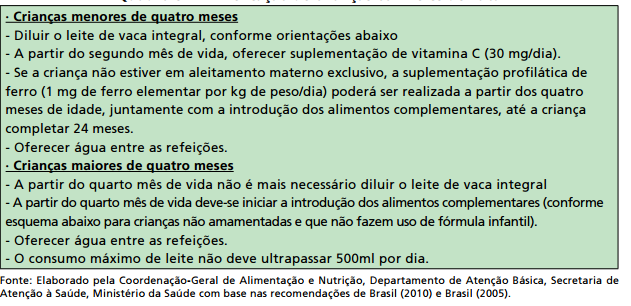 · Crianças menores de quatro meses
- Diluir o leite de vaca integral, conforme orientações abaixo
- A partir do segundo mês de vida, oferecer suplementação de vitamina C (30 mg/dia).
- Se a criança não estiver em aleitamento materno exclusivo, a suplementação profilática de
ferro (1 mg de ferro elementar por kg de peso/dia) poderá ser realizada a partir dos quatro
meses de idade, juntamente com a introdução dos alimentos complementares, até a criança
completar 24 meses.
- Oferecer água entre as refeições.
· Crianças maiores de quatro meses
- A partir do quarto mês de vida não é mais necessário diluir o leite de vaca integral
- A partir do quarto mês de vida deve-se iniciar a introdução dos alimentos complementares (conforme
esquema abaixo para crianças não amamentadas e que não fazem uso de fórmula infantil).
- Oferecer água entre as refeições.
- O consumo máximo de leite não deve ultrapassar 500ml por dia.
Fonte: Elaborado pela Coordenação-Geral de Alimentação e Nutrição, Departamento de Atenção Básica, Secretaria de
Atenção à Saúde, Ministério da Saúde com base nas recomendações de Brasil (2010) e Brasil (2005).